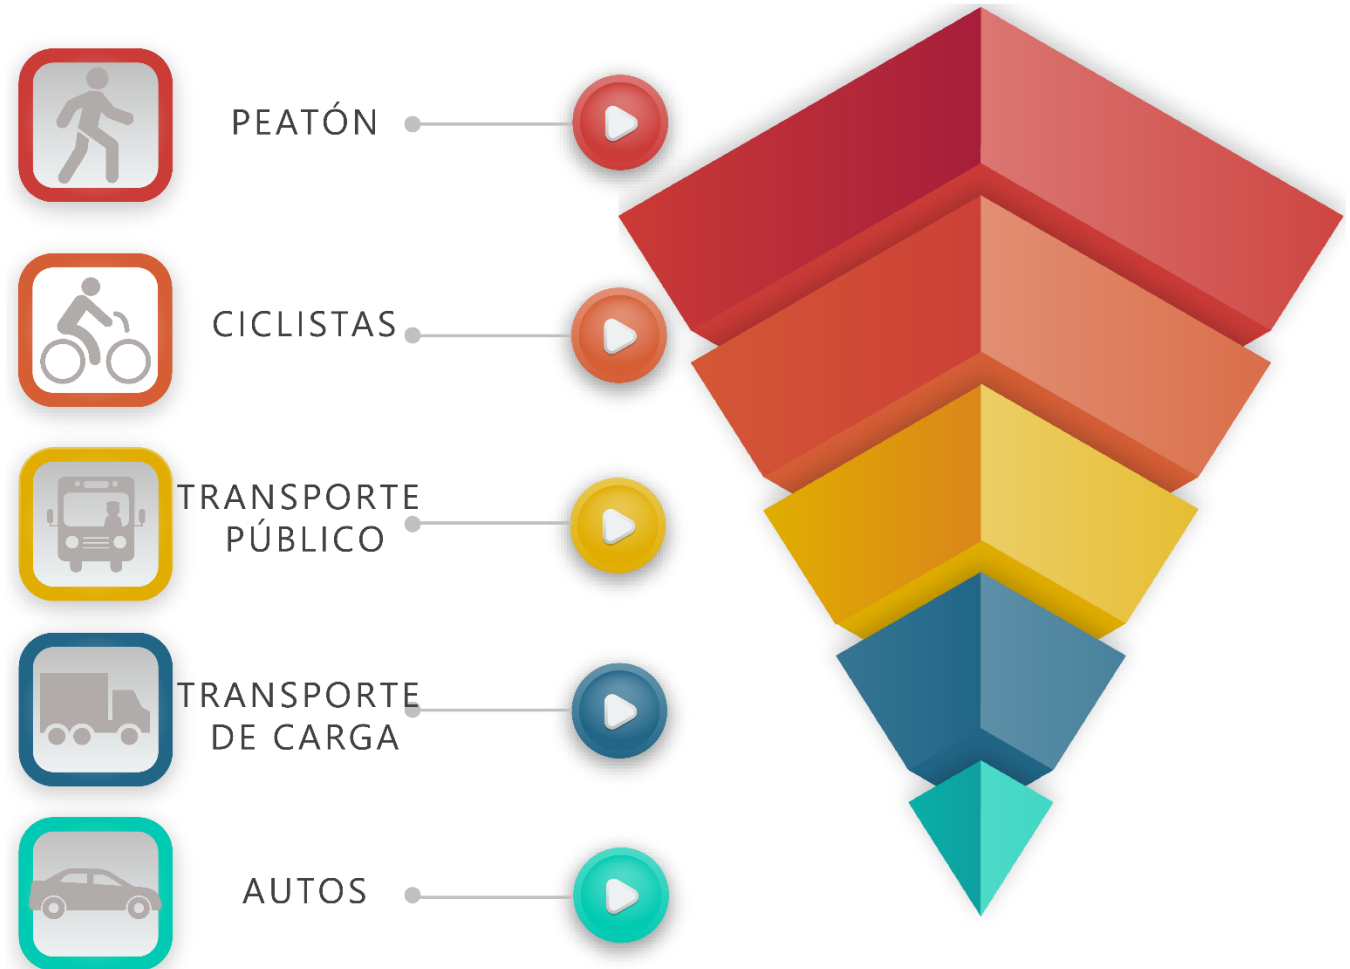 PEATÓN
CICLISTAS
TRANSPORTE
PÚBLICO
TRANSPORTE
DE CARGA
AUTOS